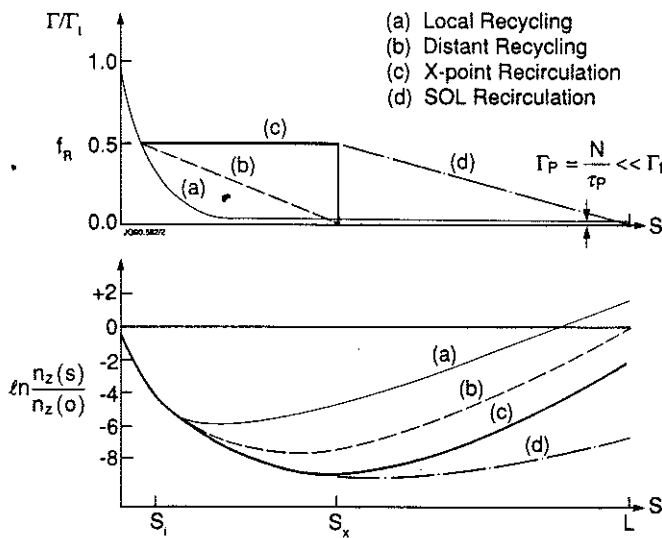 Γ/Γι
(a) Local Recycling
(b) Distant Recycling
(c) X-point Recirculation
(d) SOL Recirculation
1.0
0.5
f_R
0.0
(a)
(b)
(c)
(d)
Γ_P = N/τ_P << Γ_I
L
S
JG90.582/2
+2
0
-2
-4
-6
-8
ℓn n_z(s)/n_z(o)
(a)
(b)
(c)
(d)
S_i
S_x
L
S